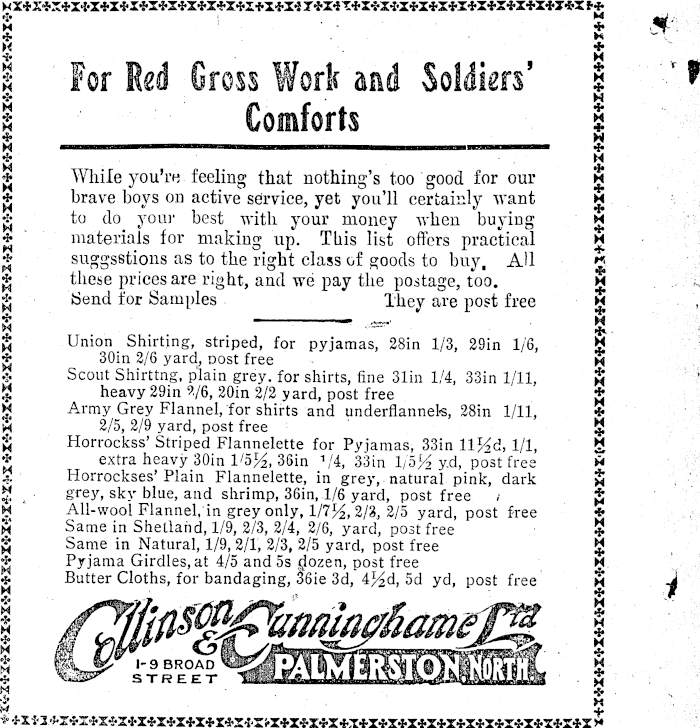 For Red Gross Work and Soldiers'
Comforts
While you're feeling that nothing's too good for our
brave boys on active service, yet you'll certainly want
to do your best with your money when buying
materials for making up. This list offers practical
suggsstions as to the right class of goods to buy. All
these prices are right, and we pay the postage, too.
Send for Samples They are post free
Union Shirting, striped, for pyjamas, 28in 1/3, 29in 1/6,
30in 2/6 yard, post free
Scout Shirttng, plain grey. for shirts, fine 31in 1/4, 33in 1/11,
heavy 29in 2/6, 20in 2/2 yard, post free
Army Grey Flannel, for shirts and underflannels, 28in 1/11,
2/5, 2/9 yard, post free
Horrockss' Striped Flannelette for Pyjamas, 33in 11½d, 1/1,
extra heavy 30in 1/5½, 36in 1/4, 33in 1/5½ y.d, post free
Horrockses' Plain Flannelette, in grey, natural pink, dark
grey, sky blue, and shrimp, 36in, 1/6 yard, post free
All-wool Flannel, in grey only, 1/7½, 2/3, 2/5 yard, post free
Same in Shetland, 1/9, 2/3, 2/4, 2/6, yard, post free
Same in Natural, 1/9, 2/1, 2/3, 2/5 yard, post free
Pyjama Girdles, at 4/5 and 5s dozen, post free
Butter Cloths, for bandaging, 36ie 3d, 4½d, 5d yd, post free
Collinson & Cunninghame Ltd
1-9 BROAD
STREET
PALMERSTON, NORTH